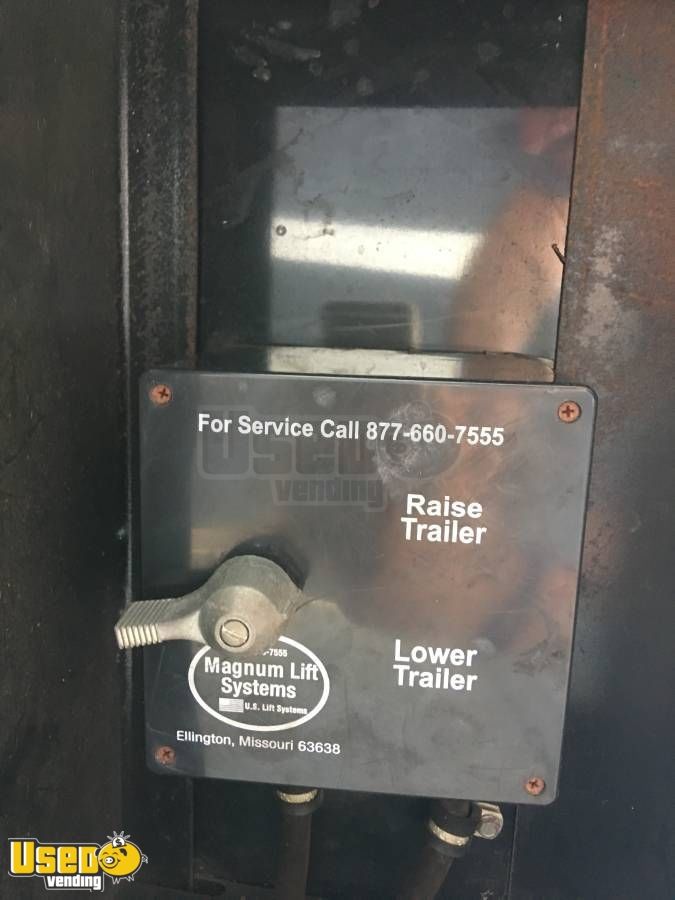 For Service Call 877-660-7555
USED
vending
Raise
Trailer
Lower
Trailer
-7555
Magnum Lift
Systems
U.S. Lift Systems
Ellington, Missouri 63638
USED
vending